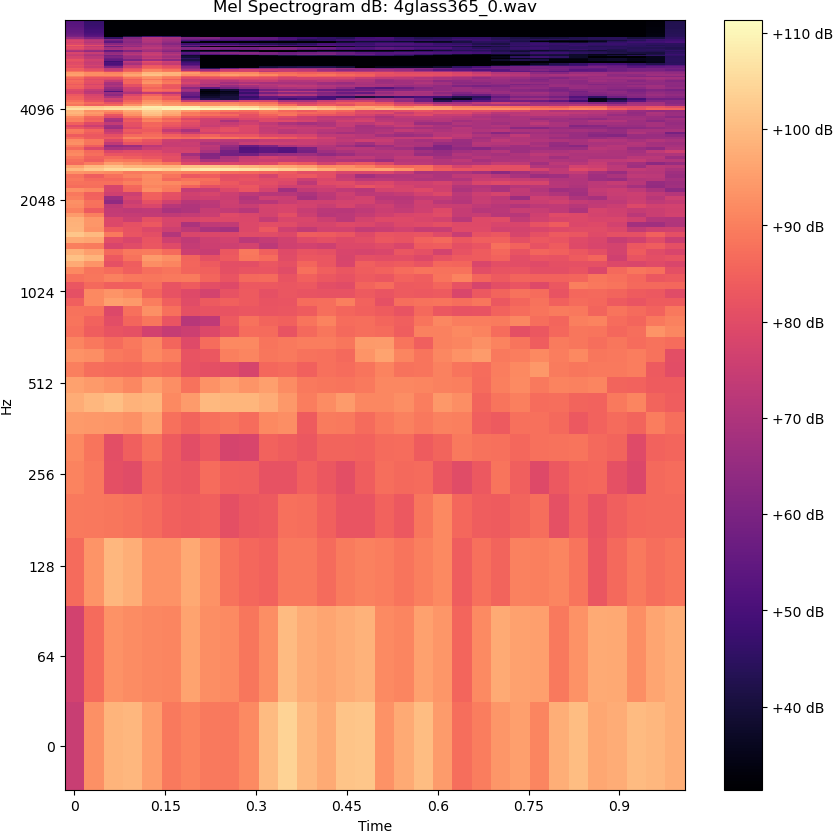 Mel Spectrogram dB: 4glass365_0.wav
Hz
4096
2048
1024
512
256
128
64
0
0
0.15
0.3
0.45
0.6
0.75
0.9
Time
+110 dB
+100 dB
+90 dB
+80 dB
+70 dB
+60 dB
+50 dB
+40 dB